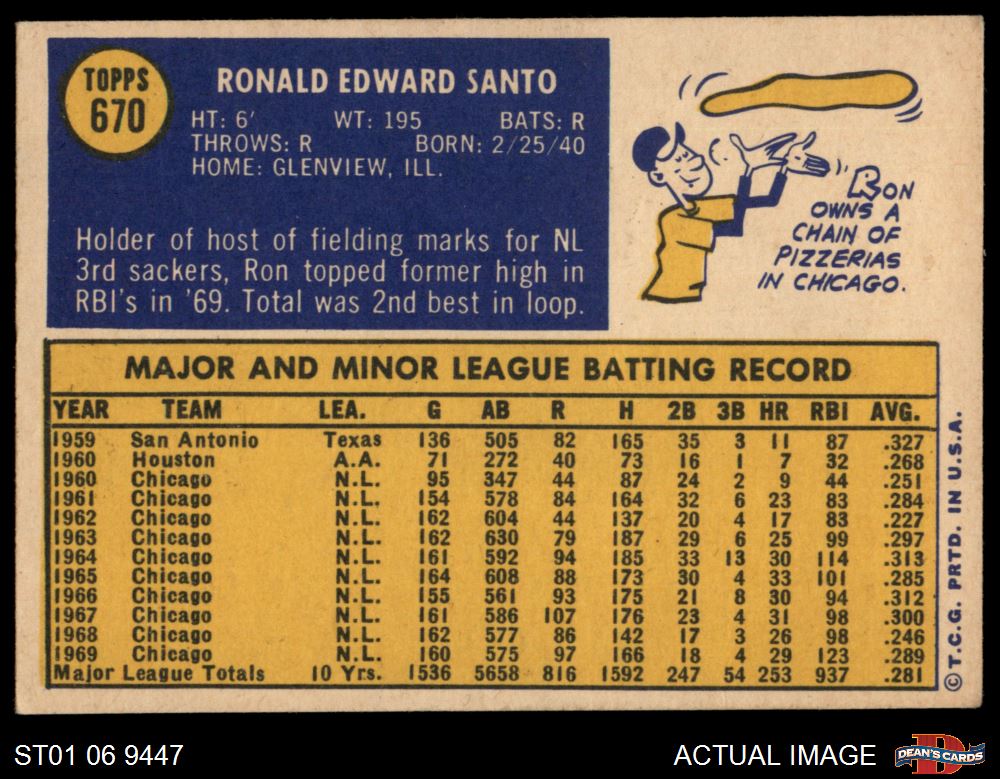 TOPPS
670
RONALD EDWARD SANTO
HT: 6' WT: 195 BATS: R
THROWS: R BORN: 2/25/40
HOME: GLENVIEW, ILL.
Holder of host of fielding marks for NL
3rd sackers, Ron topped former high in
RBI's in '69. Total was 2nd best in loop.
RON
OWNS A
CHAIN OF
PIZZERIAS
IN CHICAGO.
MAJOR AND MINOR LEAGUE BATTING RECORD
YEAR TEAM LEA. G AB R H 2B 3B HR RBI AVG.
1959 San Antonio Texas 136 505 82 165 35 3 11 87 .327
1960 Houston A.A. 71 272 40 73 16 1 7 32 .268
1960 Chicago N.L. 95 347 44 87 24 2 9 44 .251
1961 Chicago N.L. 154 578 84 164 32 6 23 83 .284
1962 Chicago N.L. 162 604 44 137 20 4 17 83 .227
1963 Chicago N.L. 162 630 79 187 29 6 25 99 .297
1964 Chicago N.L. 161 592 94 185 33 13 30 114 .313
1965 Chicago N.L. 164 608 88 173 30 4 33 101 .285
1966 Chicago N.L. 155 561 93 175 21 8 30 94 .312
1967 Chicago N.L. 161 586 107 176 23 4 31 98 .300
1968 Chicago N.L. 162 577 86 142 17 3 26 98 .246
1969 Chicago N.L. 160 575 97 166 18 4 29 123 .289
Major League Totals 10 Yrs. 1536 5658 816 1592 247 54 253 937 .281
©T.C.G. PRTD. IN U.S.A.
ST01 06 9447
ACTUAL IMAGE
D
DEAN'S CARDS